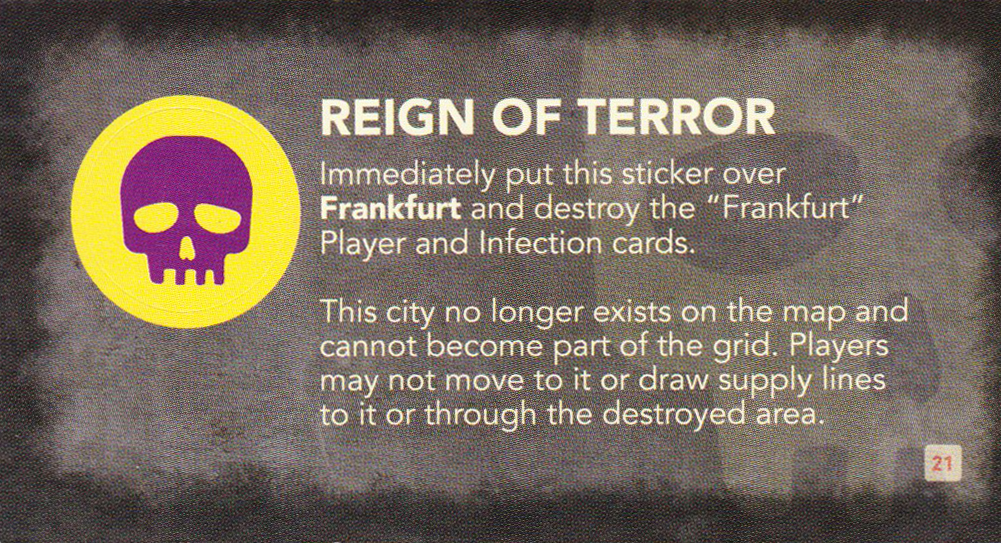 REIGN OF TERROR
Immediately put this sticker over
Frankfurt and destroy the “Frankfurt”
Player and Infection cards.
This city no longer exists on the map and
cannot become part of the grid. Players
may not move to it or draw supply lines
to it or through the destroyed area.
21